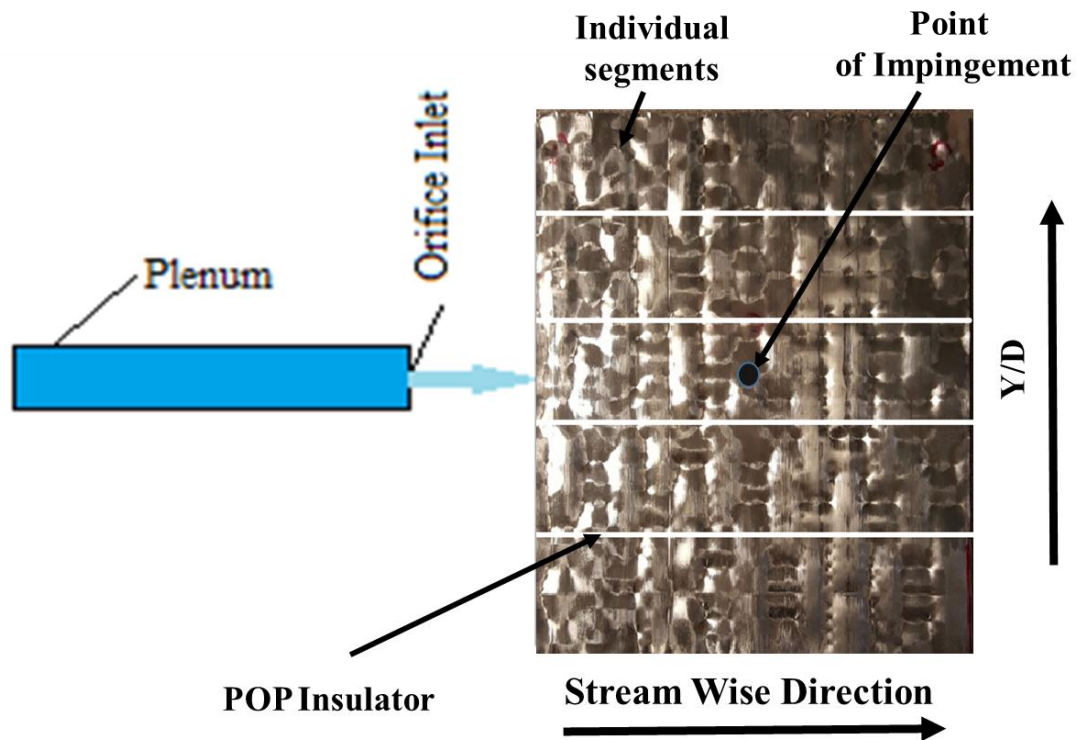 Individual
segments
Point
of Impingement
Orifice Inlet
Plenum
Y/D
POP Insulator
Stream Wise Direction